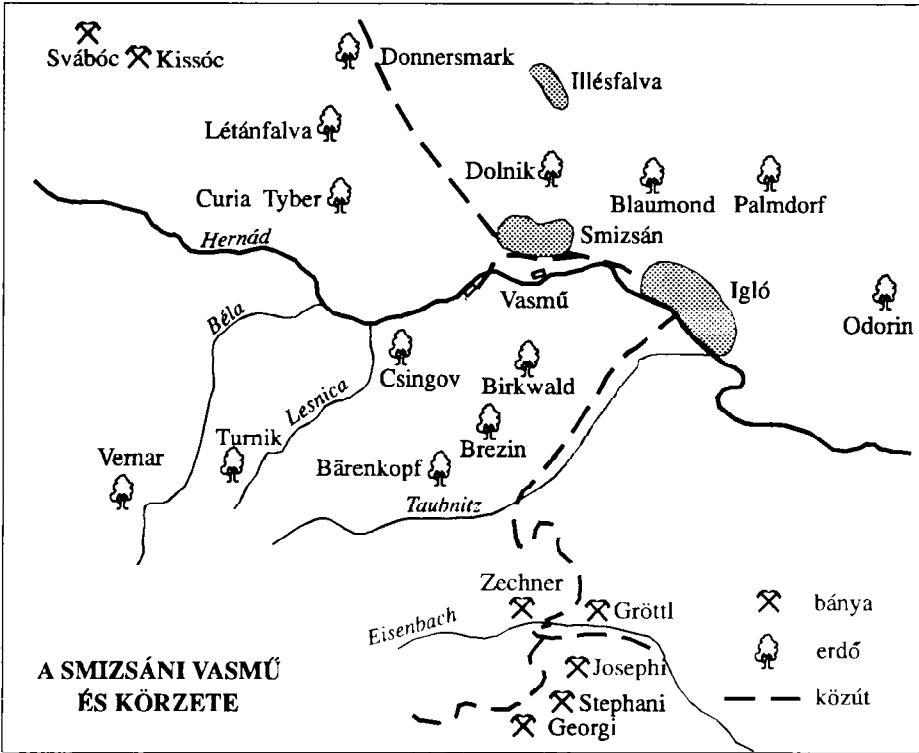 Svábóc
Kissóc
Donnersmark
Illésfalva
Létánfalva
Dolnik
Curia Tyber
Blaumond
Palmdorf
Hernád
Smizsán
Béla
Vasmű
Igló
Odorin
Csingov
Birkwald
Lesnica
Turnik
Brezin
Vernar
Bärenkopf
Taubnitz
Zechner
Gröttl
bánya
Eisenbach
erdő
A SMIZSÁNI VASMŰ
ÉS KÖRZETE
Josephi
Stephani
közút
Georgi